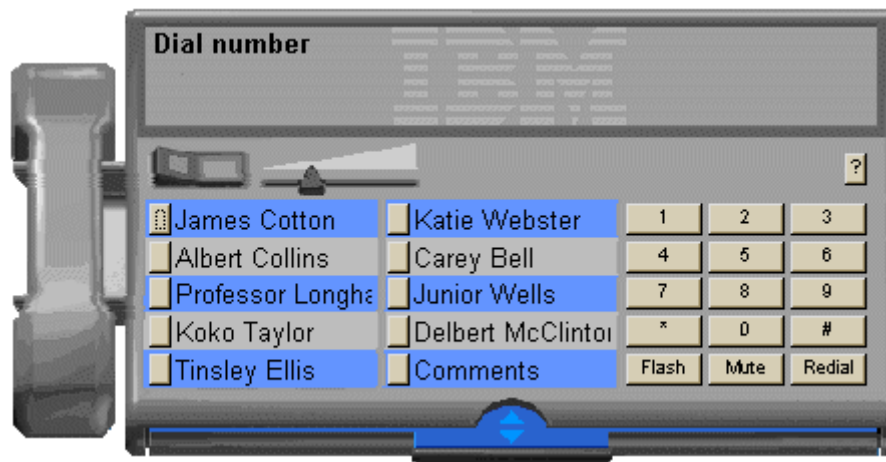 Dial number
IBM
?
James Cotton Katie Webster 1 2 3
Albert Collins Carey Bell 4 5 6
Professor Longha Junior Wells 7 8 9
Koko Taylor Delbert McClinto * 0 #
Tinsley Ellis Comments Flash Mute Redial